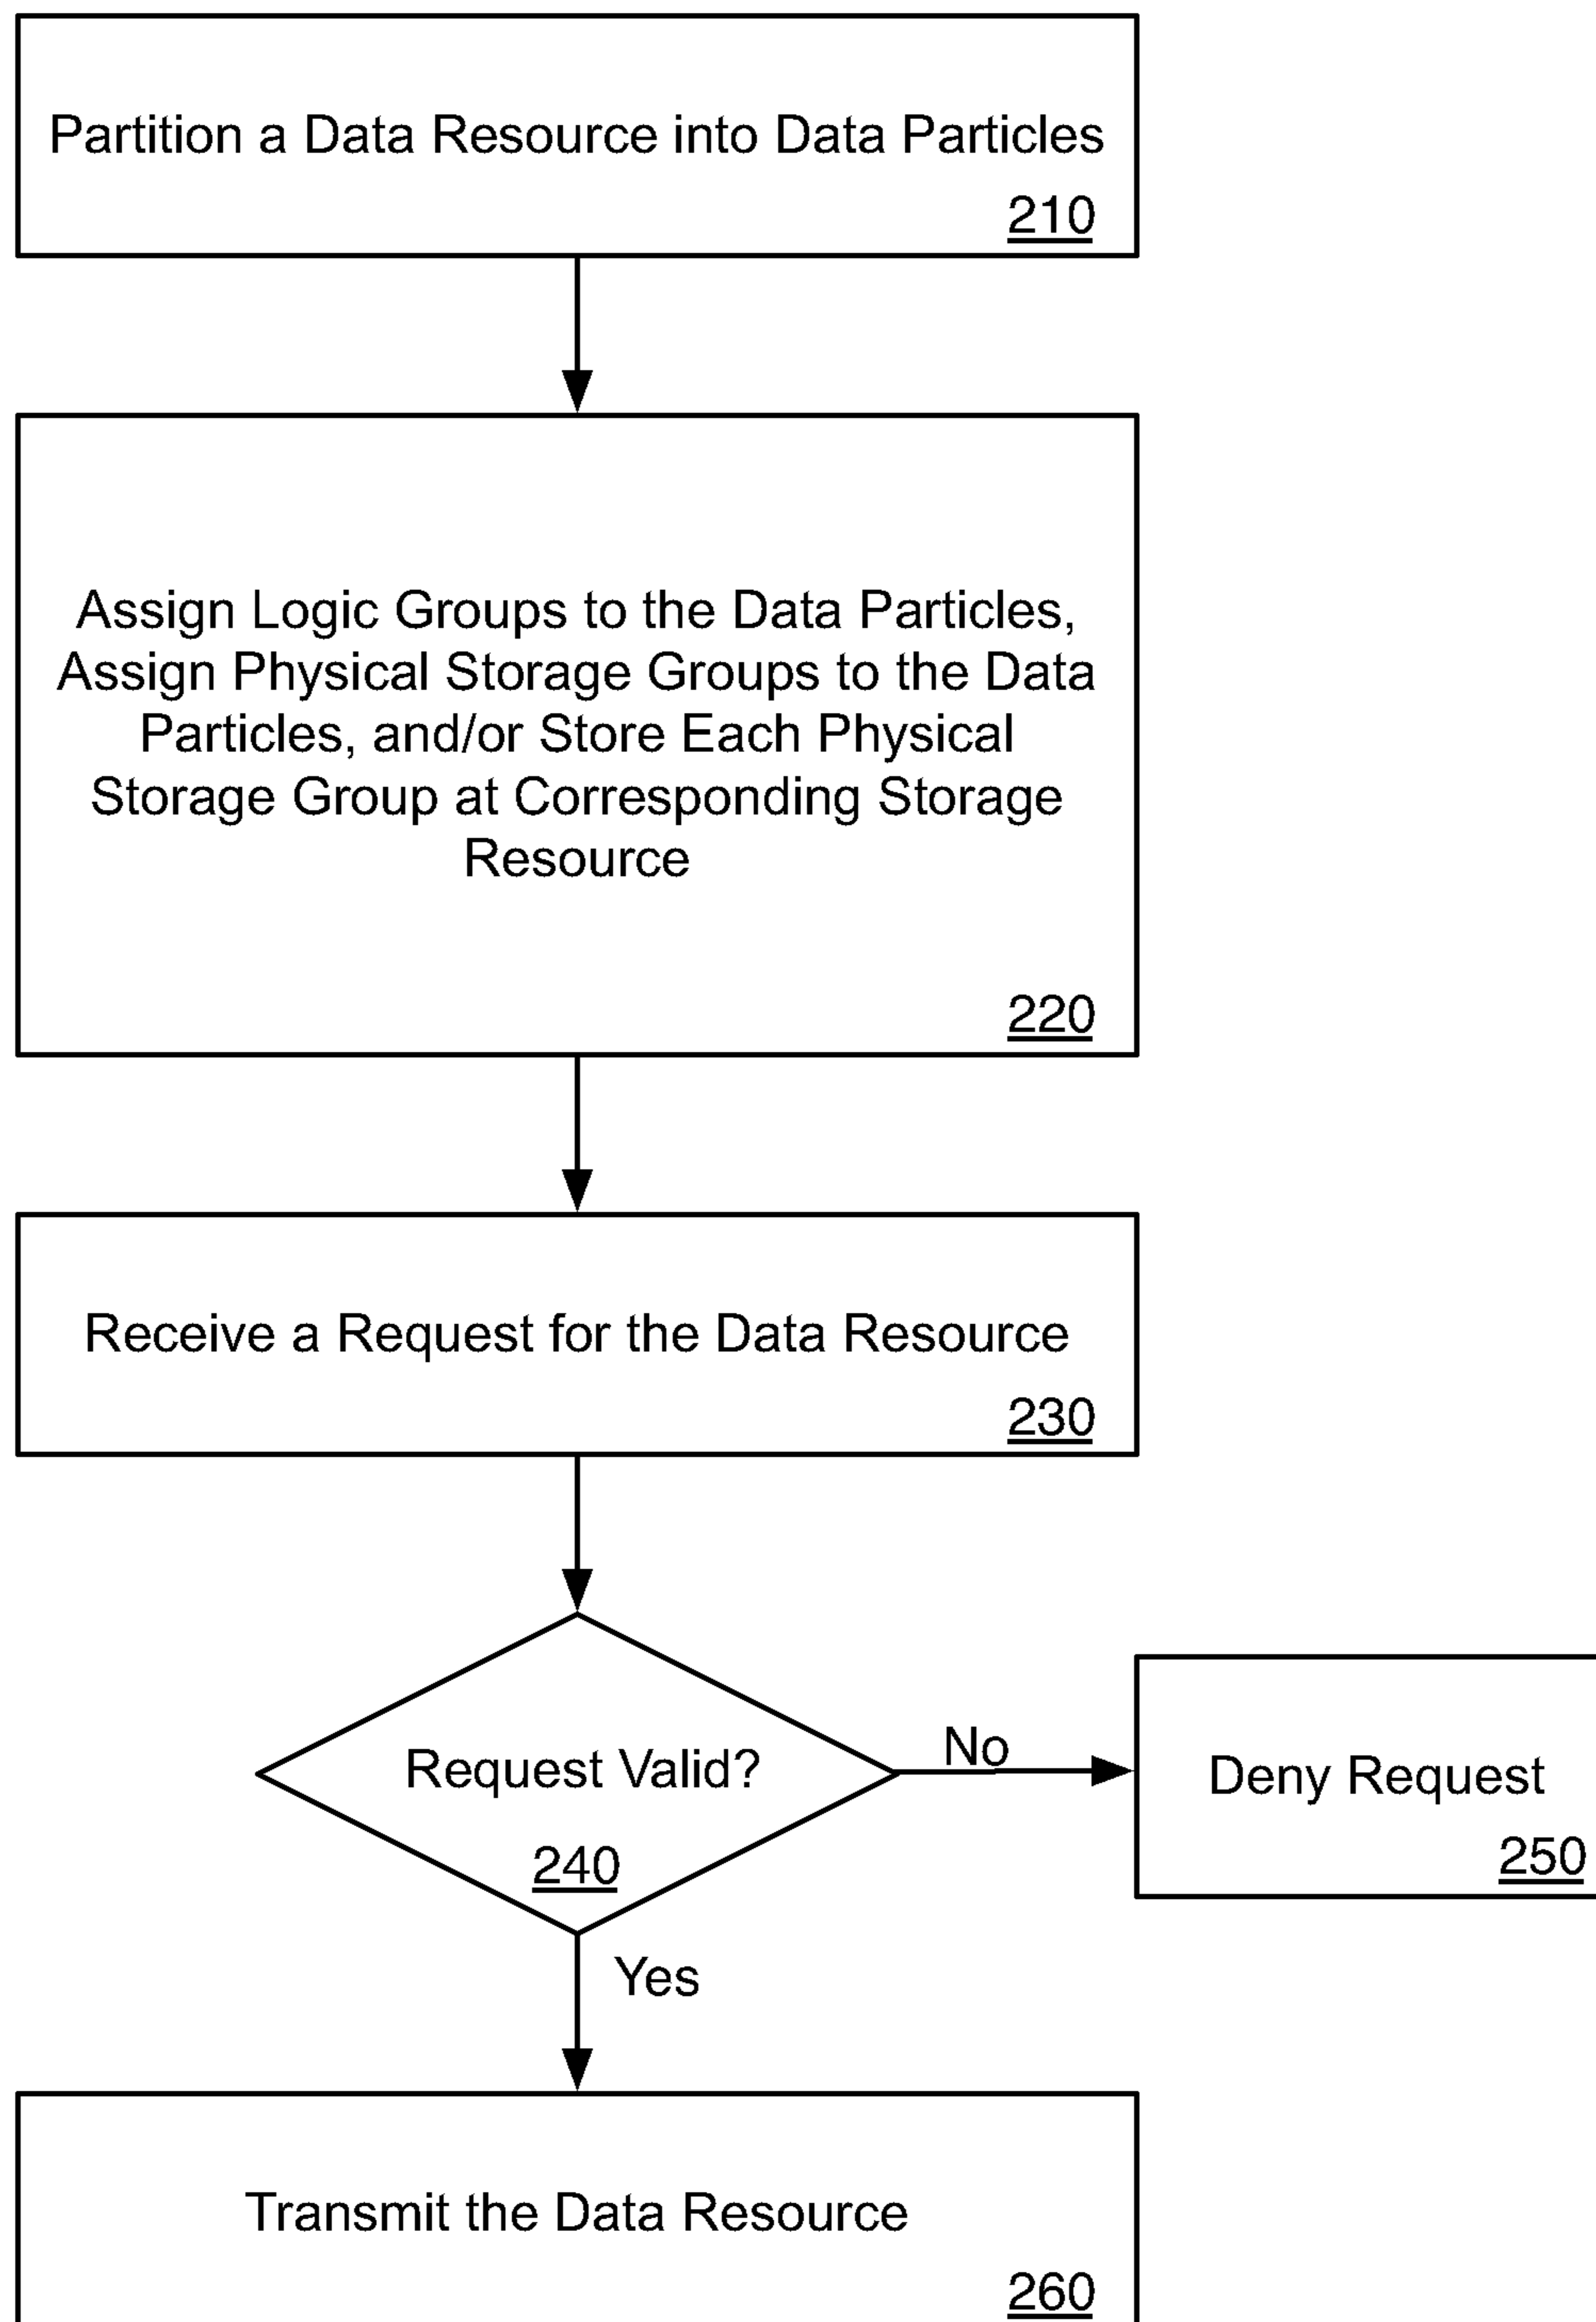 Partition a Data Resource into Data Particles
210
Assign Logic Groups to the Data Particles,
Assign Physical Storage Groups to the Data
Particles, and/or Store Each Physical
Storage Group at Corresponding Storage
Resource
220
Receive a Request for the Data Resource
230
Request Valid?
240
No
Deny Request
250
Yes
Transmit the Data Resource
260